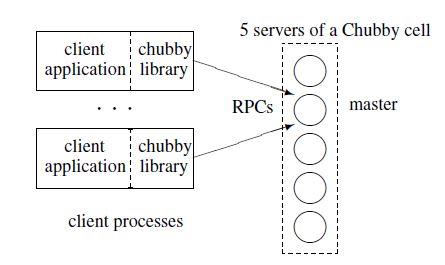 5 servers of a Chubby cell
client chubby
application library
RPCs master
. . .
client chubby
application library
client processes